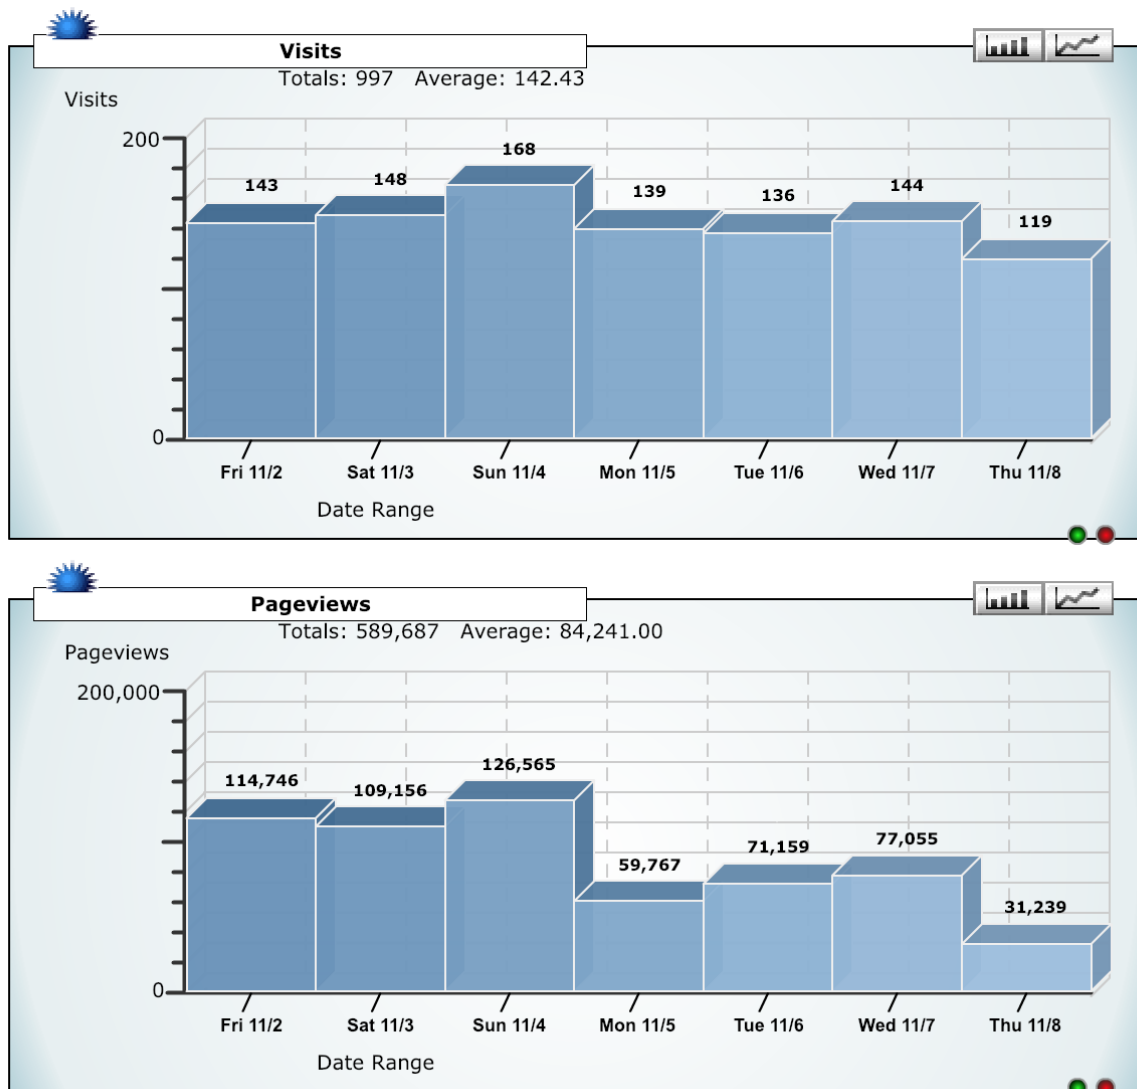 Visits
Totals: 997 Average: 142.43
Visits
200
168
143
148
139
136
144
119
0
Fri 11/2 Sat 11/3 Sun 11/4 Mon 11/5 Tue 11/6 Wed 11/7 Thu 11/8
Date Range
Pageviews
Totals: 589,687 Average: 84,241.00
Pageviews
200,000
114,746
109,156
126,565
59,767
71,159
77,055
31,239
0
Fri 11/2 Sat 11/3 Sun 11/4 Mon 11/5 Tue 11/6 Wed 11/7 Thu 11/8
Date Range